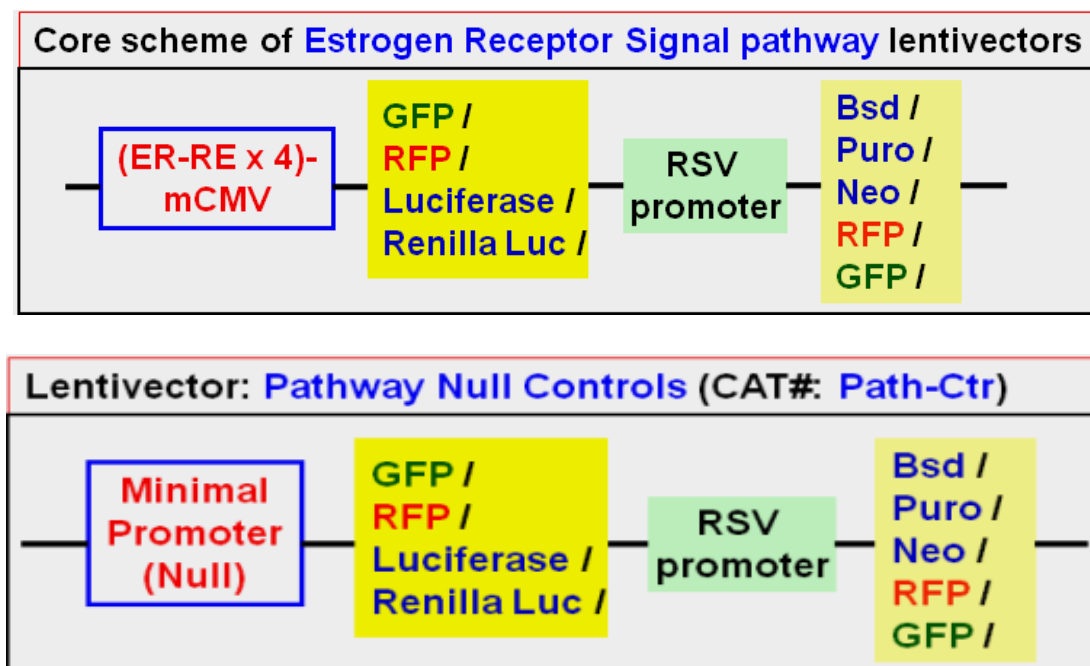 Core scheme of Estrogen Receptor Signal pathway lentivectors
(ER-RE x 4)-
mCMV
GFP /
RFP /
Luciferase /
Renilla Luc /
RSV
promoter
Bsd /
Puro /
Neo /
RFP /
GFP /
Lentivector: Pathway Null Controls (CAT#: Path-Ctr)
Minimal
Promoter
(Null)
GFP /
RFP /
Luciferase /
Renilla Luc /
RSV
promoter
Bsd /
Puro /
Neo /
RFP /
GFP /